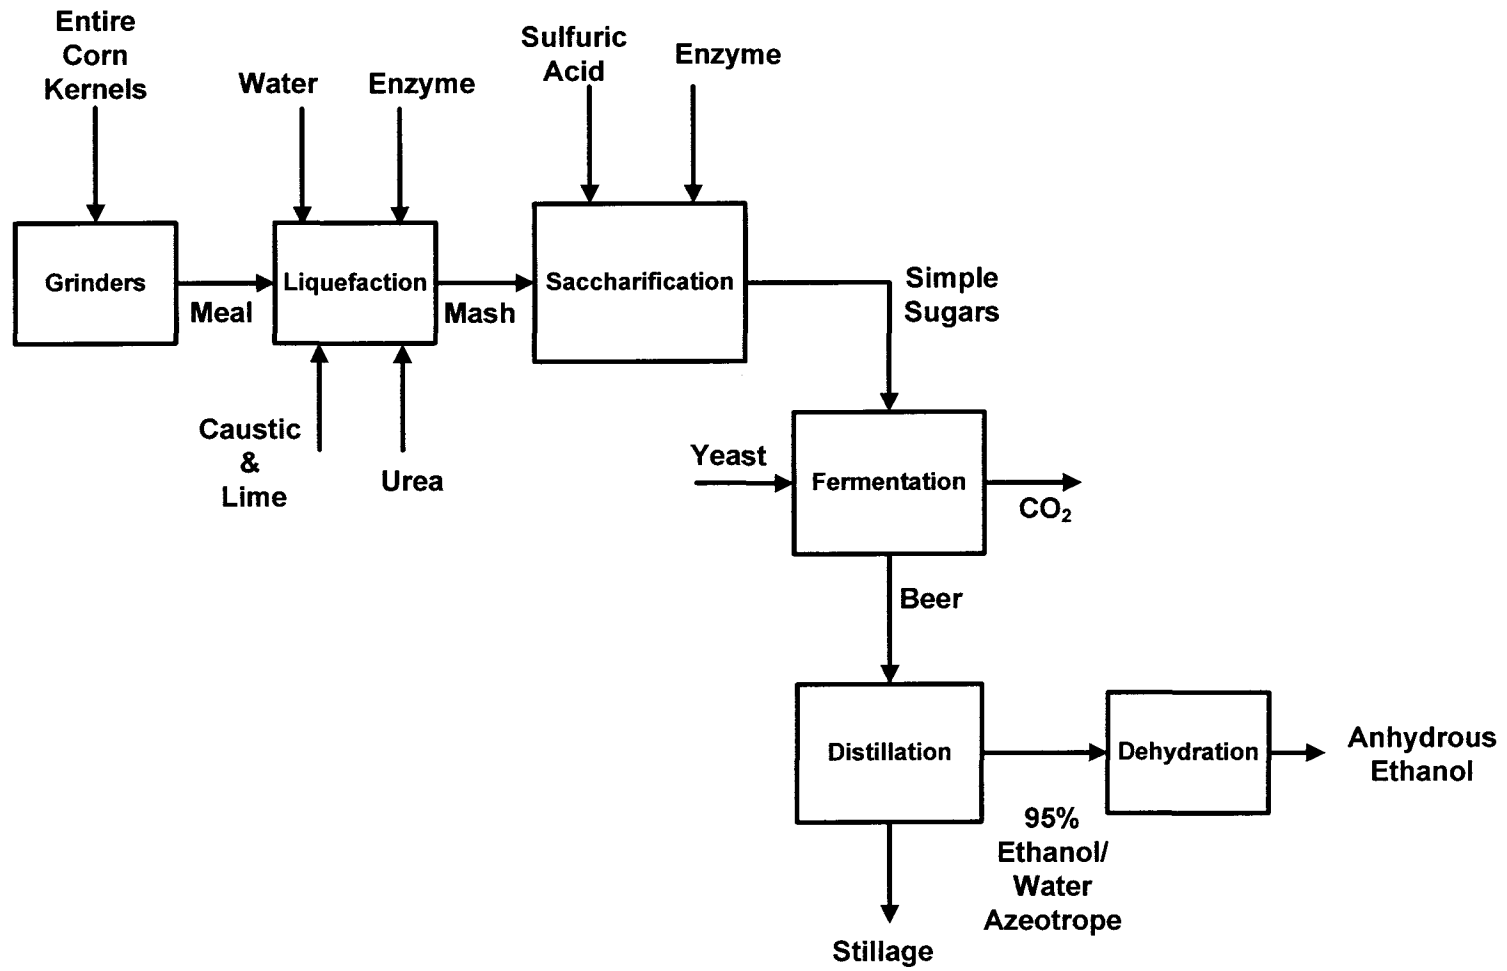 Entire
Corn
Kernels
Water
Enzyme
Sulfuric
Acid
Enzyme
Grinders
Meal
Liquefaction
Mash
Saccharification
Simple
Sugars
Caustic
&
Lime
Urea
Yeast
Fermentation
CO₂
Beer
Distillation
Dehydration
Anhydrous
Ethanol
95%
Ethanol/
Water
Azeotrope
Stillage